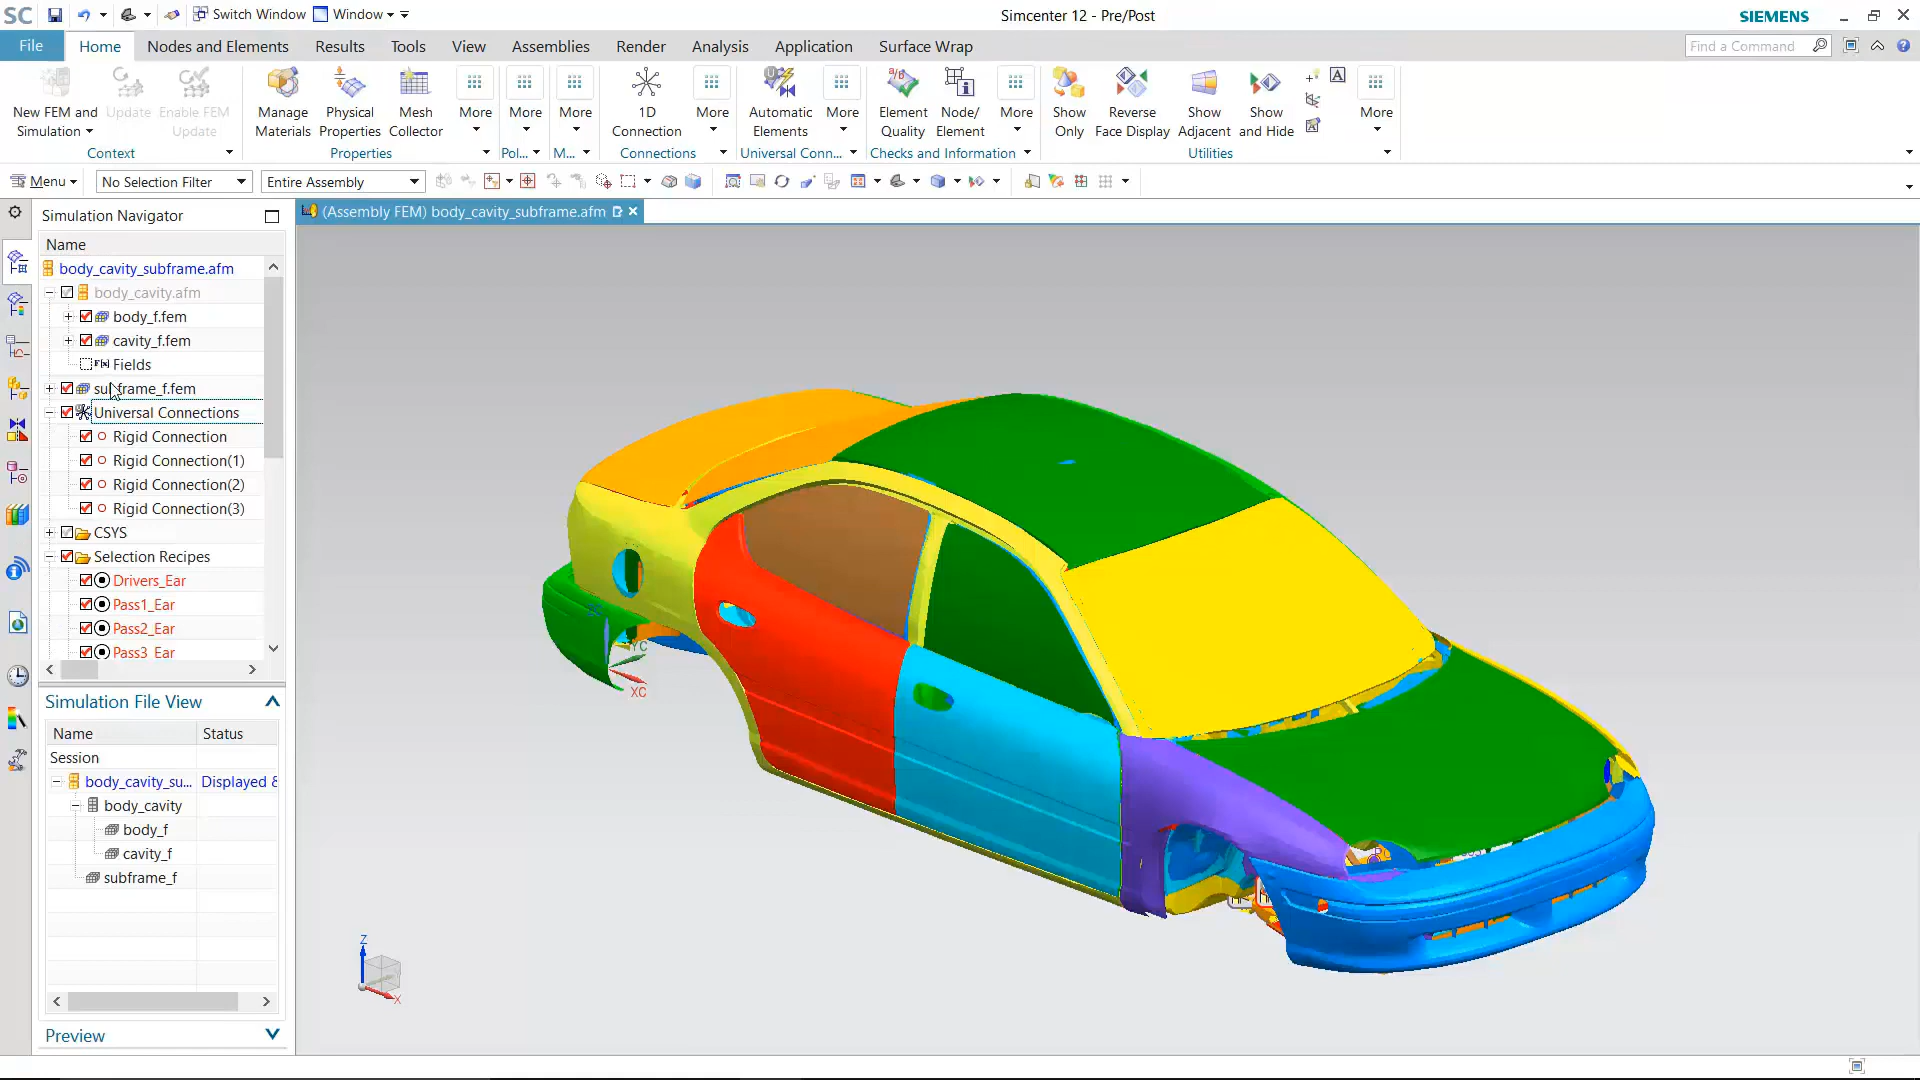 SC Switch Window Window Simcenter 12 - Pre/Post SIEMENS
File Home Nodes and Elements Results Tools View Assemblies Render Analysis Application Surface Wrap Find a Command
New FEM and Simulation Update Enable FEM Update Manage Materials Physical Properties Mesh Collector More More More 1D Connection More Automatic Elements More Element Quality Node/ Element More Show Only Reverse Face Display Show Adjacent Show and Hide More
Context Properties Pol... M... Connections Universal Conn... Checks and Information Utilities
Menu No Selection Filter Entire Assembly
Simulation Navigator
(Assembly FEM) body_cavity_subframe.afm
Name
body_cavity_subframe.afm
body_cavity.afm
body_f.fem
cavity_f.fem
F(x) Fields
subframe_f.fem
Universal Connections
Rigid Connection
Rigid Connection(1)
Rigid Connection(2)
Rigid Connection(3)
CSYS
Selection Recipes
Drivers_Ear
Pass1_Ear
Pass2_Ear
Pass3_Ear
YC
XC
Simulation File View
Name Status
Session
body_cavity_su... Displayed &
body_cavity
body_f
cavity_f
subframe_f
Z
X
Preview